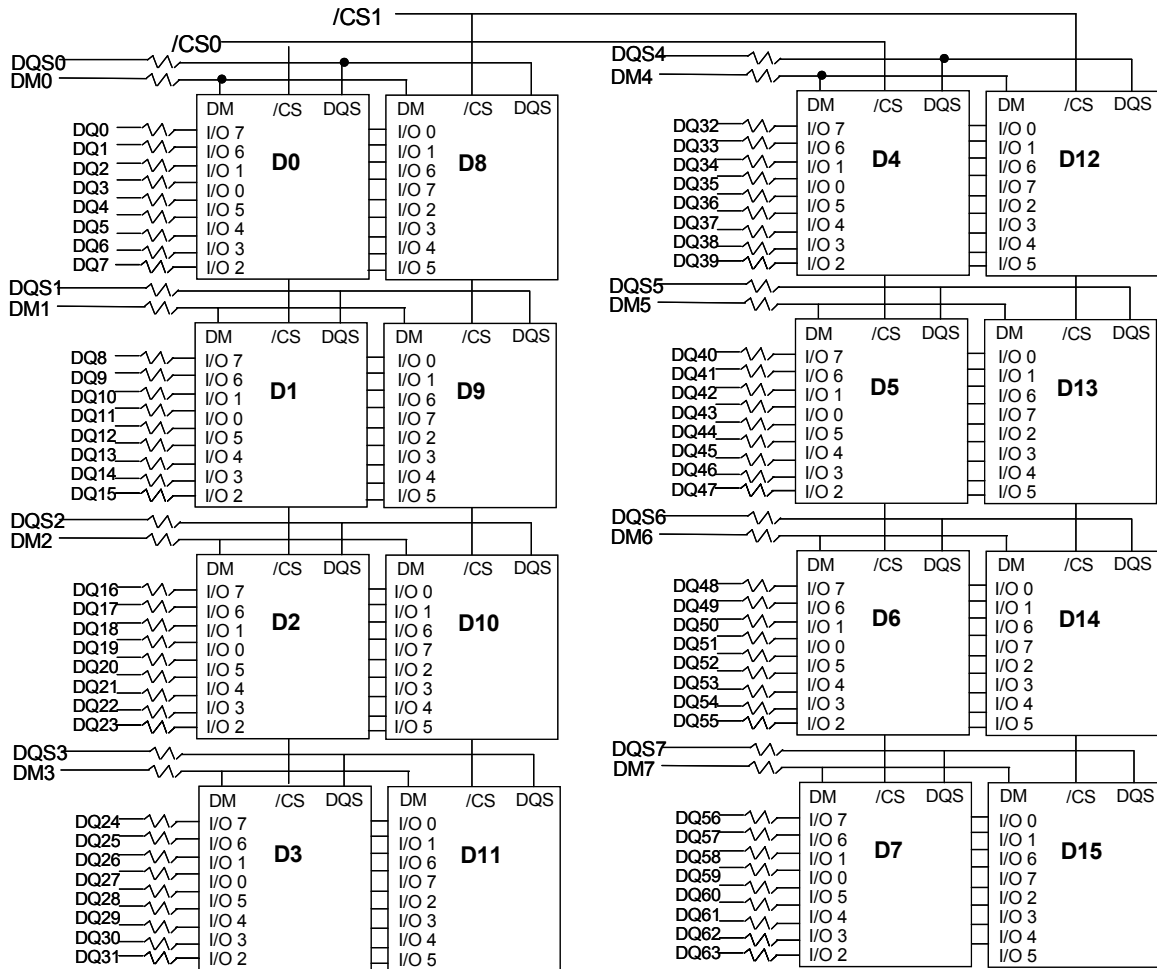 /CS1
/CS0
DQS0
DM0
DM /CS DQS DM /CS DQS
DQ0 I/O 7 I/O 0
DQ1 I/O 6 I/O 1
DQ2 I/O 1 I/O 6
DQ3 I/O 0 I/O 7
DQ4 I/O 5 I/O 2
DQ5 I/O 4 I/O 3
DQ6 I/O 3 I/O 4
DQ7 I/O 2 I/O 5
D0 D8
DQS1
DM1
DM /CS DQS DM /CS DQS
DQ8 I/O 7 I/O 0
DQ9 I/O 6 I/O 1
DQ10 I/O 1 I/O 6
DQ11 I/O 0 I/O 7
DQ12 I/O 5 I/O 2
DQ13 I/O 4 I/O 3
DQ14 I/O 3 I/O 4
DQ15 I/O 2 I/O 5
D1 D9
DQS2
DM2
DM /CS DQS DM /CS DQS
DQ16 I/O 7 I/O 0
DQ17 I/O 6 I/O 1
DQ18 I/O 1 I/O 6
DQ19 I/O 0 I/O 7
DQ20 I/O 5 I/O 2
DQ21 I/O 4 I/O 3
DQ22 I/O 3 I/O 4
DQ23 I/O 2 I/O 5
D2 D10
DQS3
DM3
DM /CS DQS DM /CS DQS
DQ24 I/O 7 I/O 0
DQ25 I/O 6 I/O 1
DQ26 I/O 1 I/O 6
DQ27 I/O 0 I/O 7
DQ28 I/O 5 I/O 2
DQ29 I/O 4 I/O 3
DQ30 I/O 3 I/O 4
DQ31 I/O 2 I/O 5
D3 D11
DQS4
DM4
DM /CS DQS DM /CS DQS
DQ32 I/O 7 I/O 0
DQ33 I/O 6 I/O 1
DQ34 I/O 1 I/O 6
DQ35 I/O 0 I/O 7
DQ36 I/O 5 I/O 2
DQ37 I/O 4 I/O 3
DQ38 I/O 3 I/O 4
DQ39 I/O 2 I/O 5
D4 D12
DQS5
DM5
DM /CS DQS DM /CS DQS
DQ40 I/O 7 I/O 0
DQ41 I/O 6 I/O 1
DQ42 I/O 1 I/O 6
DQ43 I/O 0 I/O 7
DQ44 I/O 5 I/O 2
DQ45 I/O 4 I/O 3
DQ46 I/O 3 I/O 4
DQ47 I/O 2 I/O 5
D5 D13
DQS6
DM6
DM /CS DQS DM /CS DQS
DQ48 I/O 7 I/O 0
DQ49 I/O 6 I/O 1
DQ50 I/O 1 I/O 6
DQ51 I/O 0 I/O 7
DQ52 I/O 5 I/O 2
DQ53 I/O 4 I/O 3
DQ54 I/O 3 I/O 4
DQ55 I/O 2 I/O 5
D6 D14
DQS7
DM7
DM /CS DQS DM /CS DQS
DQ56 I/O 7 I/O 0
DQ57 I/O 6 I/O 1
DQ58 I/O 1 I/O 6
DQ59 I/O 0 I/O 7
DQ60 I/O 5 I/O 2
DQ61 I/O 4 I/O 3
DQ62 I/O 3 I/O 4
DQ63 I/O 2 I/O 5
D7 D15